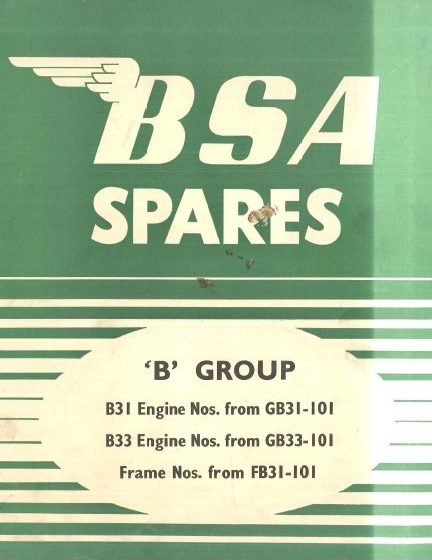 BSA
SPARES
‘B’ GROUP
B31 Engine Nos. from GB31-101
B33 Engine Nos. from GB33-101
Frame Nos. from FB31-101